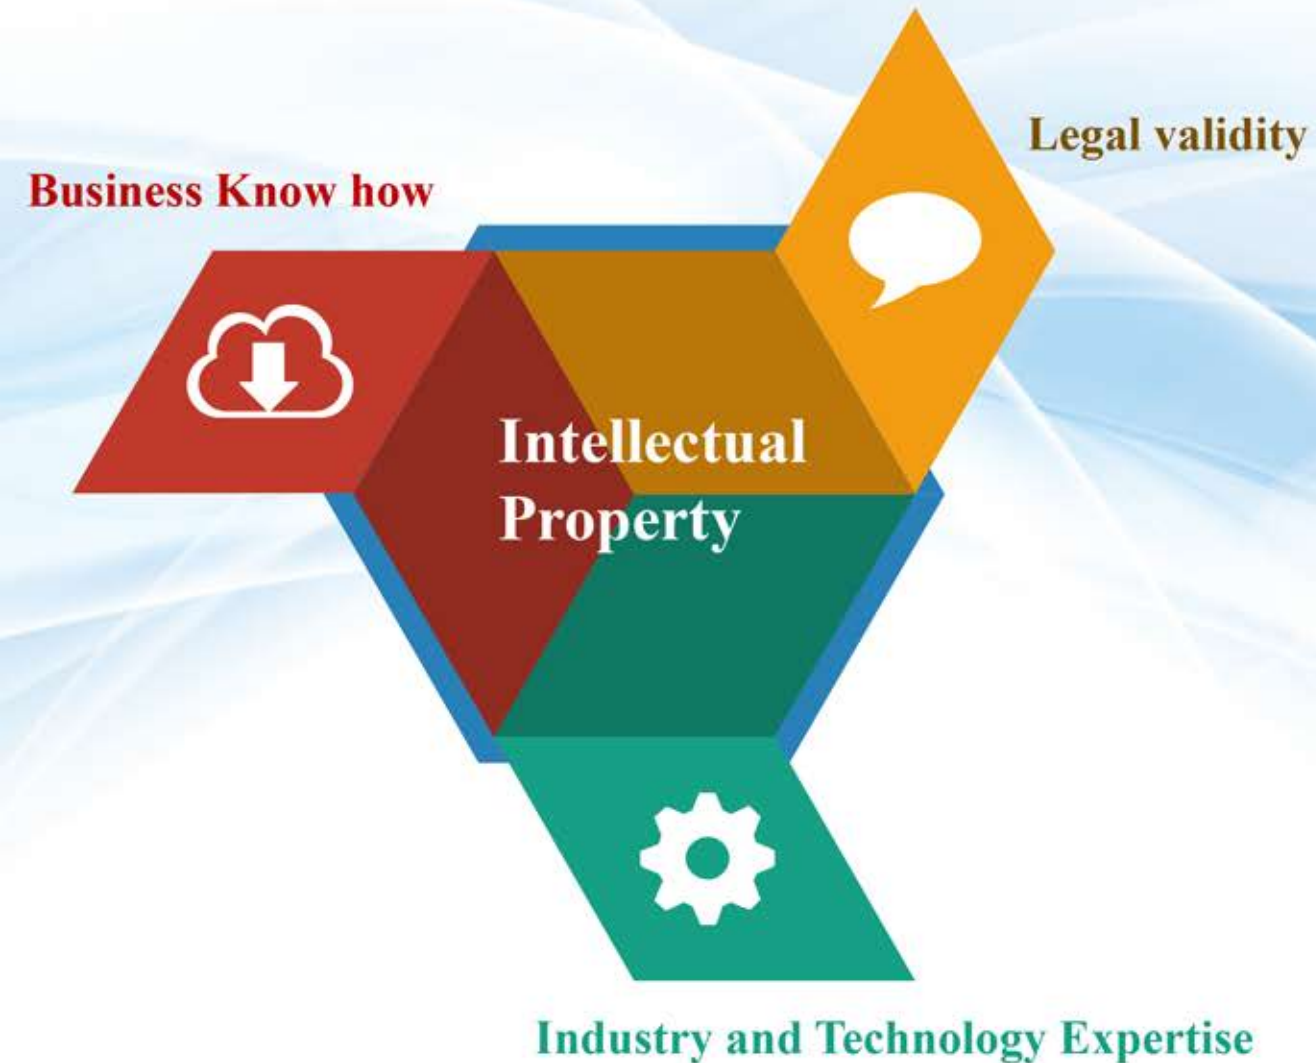 Legal validity
Business Know how
Intellectual
Property
Industry and Technology Expertise